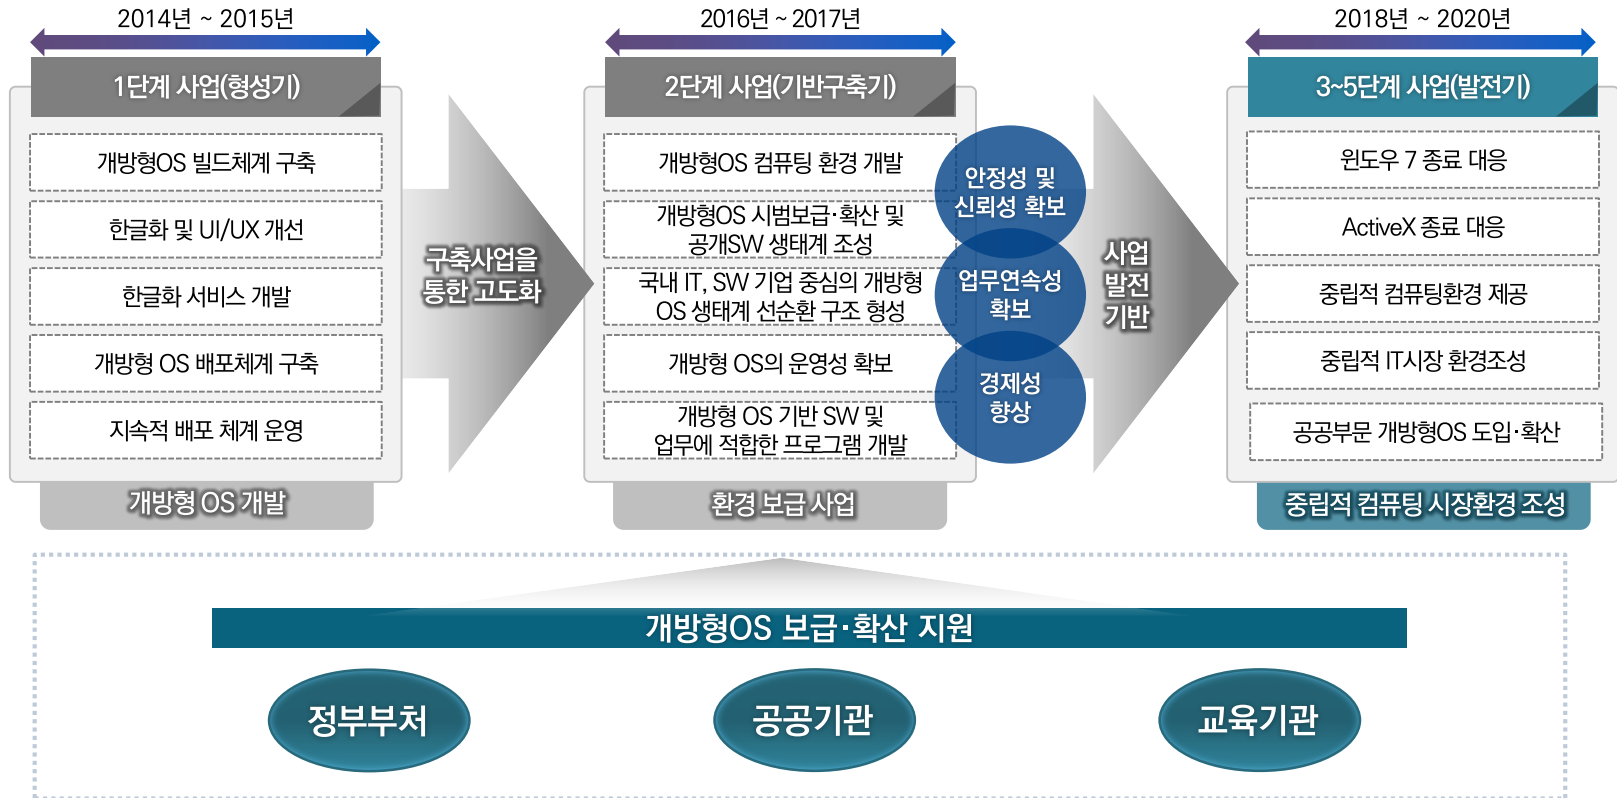 2014년 ~ 2015년
1단계 사업(형성기)
개방형OS 빌드체계 구축
한글화 및 UI/UX 개선
한글화 서비스 개발
개방형 OS 배포체계 구축
지속적 배포 체계 운영
개방형 OS 개발
구축사업을
통한 고도화
2016년 ~ 2017년
2단계 사업(기반구축기)
개방형OS 컴퓨팅 환경 개발
개방형OS 시범보급·확산 및
공개SW 생태계 조성
국내 IT, SW 기업 중심의 개방형
OS 생태계 선순환 구조 형성
개방형 OS의 운영성 확보
개방형 OS 기반 SW 및
업무에 적합한 프로그램 개발
환경 보급 사업
안정성 및
신뢰성 확보
업무연속성
확보
경제성
향상
사업
발전
기반
2018년 ~ 2020년
3~5단계 사업(발전기)
윈도우 7 종료 대응
ActiveX 종료 대응
중립적 컴퓨팅환경 제공
중립적 IT시장 환경조성
공공부문 개방형OS 도입·확산
중립적 컴퓨팅 시장환경 조성
개방형OS 보급·확산 지원
정부부처
공공기관
교육기관